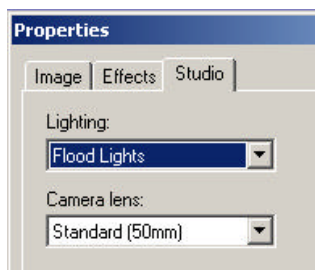 Properties
Image Effects Studio
Lighting:
Flood Lights
Camera lens:
Standard (50mm)